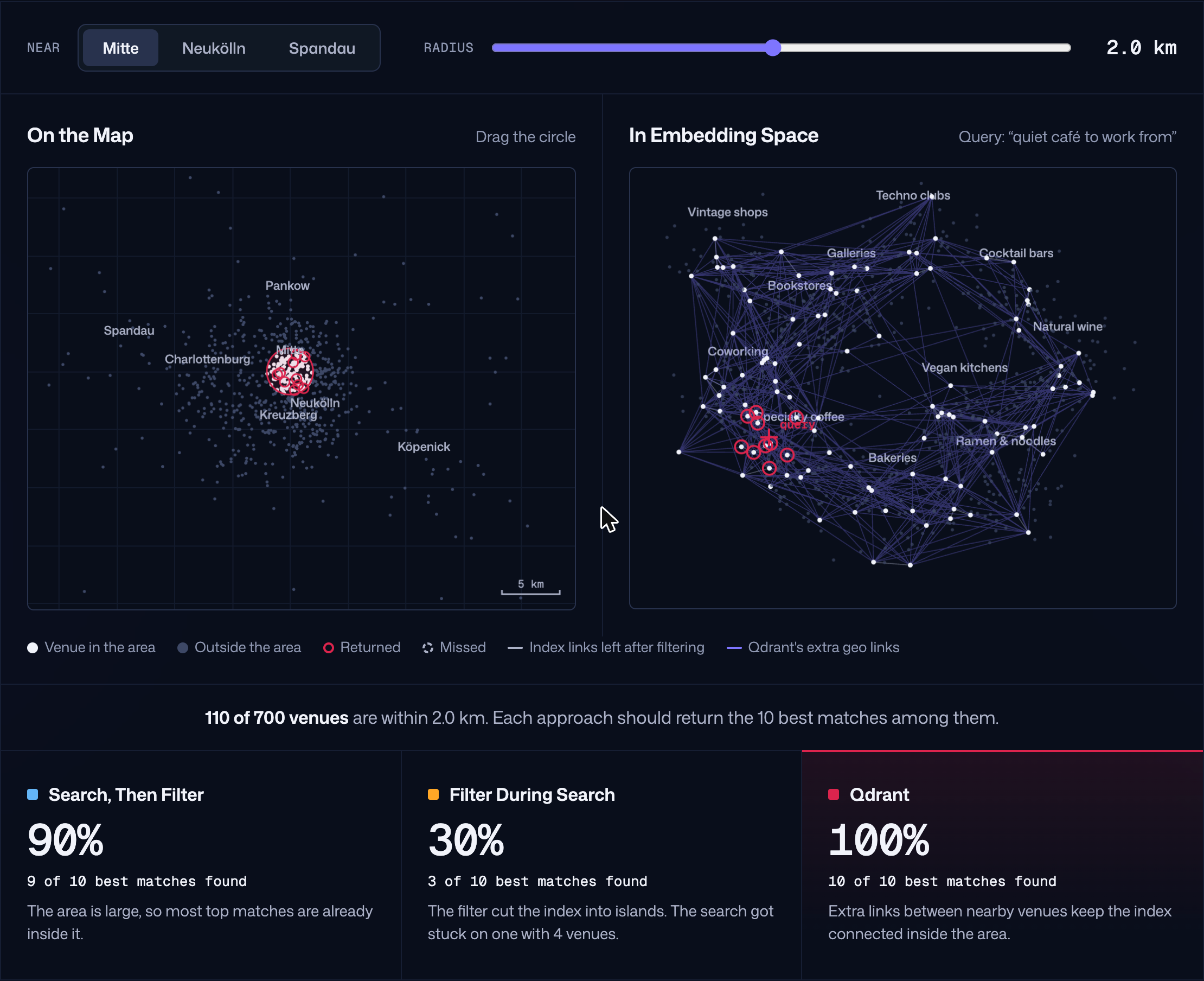 NEAR
Mitte
Neukölln
Spandau
RADIUS
2.0 km
On the Map
Drag the circle
Pankow
Spandau
Mitte
Charlottenburg
Neukölln
Kreuzberg
Köpenick
5 km
In Embedding Space
Query: “quiet café to work from”
Techno clubs
Vintage shops
Galleries
Cocktail bars
Bookstores
Natural wine
Coworking
Vegan kitchens
Specialty coffee
query
Ramen & noodles
Bakeries
Venue in the area
Outside the area
Returned
Missed
Index links left after filtering
Qdrant's extra geo links
110 of 700 venues are within 2.0 km. Each approach should return the 10 best matches among them.
Search, Then Filter
90%
9 of 10 best matches found
The area is large, so most top matches are already
inside it.
Filter During Search
30%
3 of 10 best matches found
The filter cut the index into islands. The search got
stuck on one with 4 venues.
Qdrant
100%
10 of 10 best matches found
Extra links between nearby venues keep the index
connected inside the area.